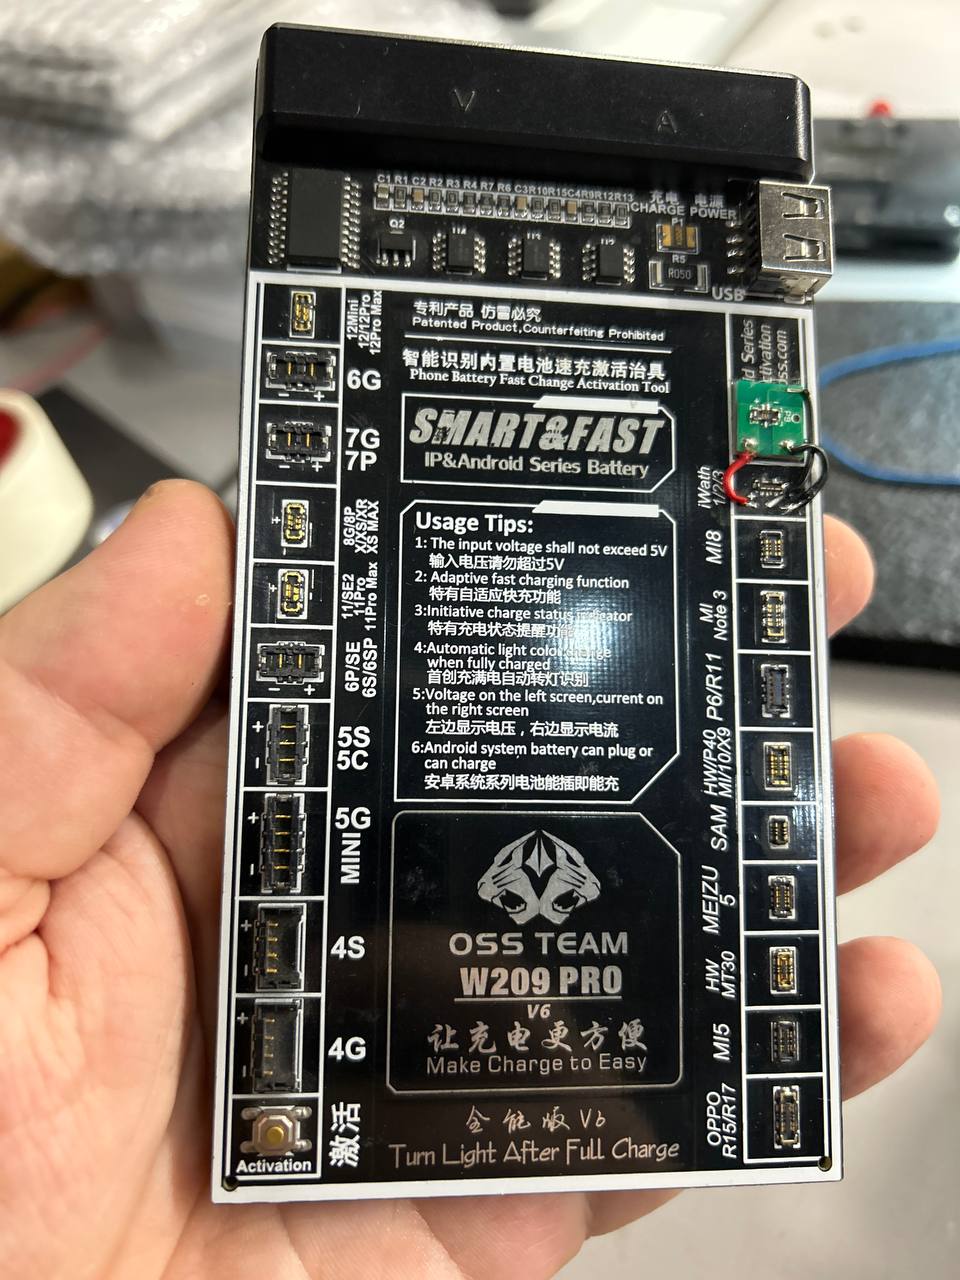 V A
C1 R1 C2 R2 R3 R4 R7 R6 C3R10R15C4R9R12R13
充电 电源
CHARGE POWER
Q2
P1
R5
R050
USB
专利产品 仿冒必究
Patented Product,Counterfeiting Prohibited
智能识别内置电池速充激活治具
Phone Battery Fast Change Activation Tool
SMART&FAST
IP&Android Series Battery
Usage Tips:
1: The input voltage shall not exceed 5V
输入电压请勿超过5V
2: Adaptive fast charging function
特有自适应快充功能
3:Initiative charge status indicator
特有充电状态提醒功能
4:Automatic light color change
when fully charged
首创充满电自动转灯识别
5:Voltage on the left screen,current on
the right screen
左边显示电压，右边显示电流
6:Android system battery can plug or
can charge
安卓系统系列电池能插即能充
OSS TEAM
W209 PRO
V6
让充电更方便
Make Charge to Easy
全能版 V6
Turn Light After Full Charge
12Mini
12/12Pro
12Pro Max
6G
− +
7G
7P
− +
8G/8P
X/XS/XR
XS MAX
+ -
11/SE2
11Pro
11Pro Max
+ -
6P/SE
6S/6SP
− +
5S
5C
+ -
5G
MINI
+ -
4S
+ -
4G
+ -
激活
Activation
d Series
tivation
ss.com
iWath
1/2/3
MI8
MI
Note 3
P6/R11
HW/P40
MI/10/X9
SAM
MEIZU
5
HW
MT30
MI5
OPPO
R15/R17